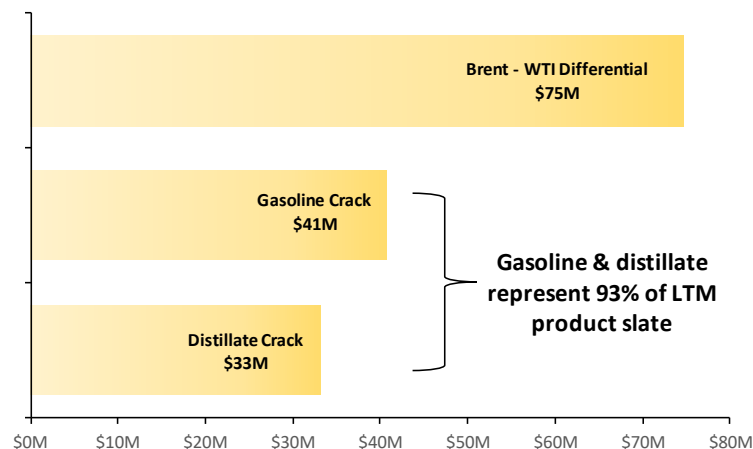 Brent - WTI Differential
$75M
Gasoline Crack
$41M
Gasoline & distillate
represent 93% of LTM
product slate
Distillate Crack
$33M
$0M $10M $20M $30M $40M $50M $60M $70M $80M